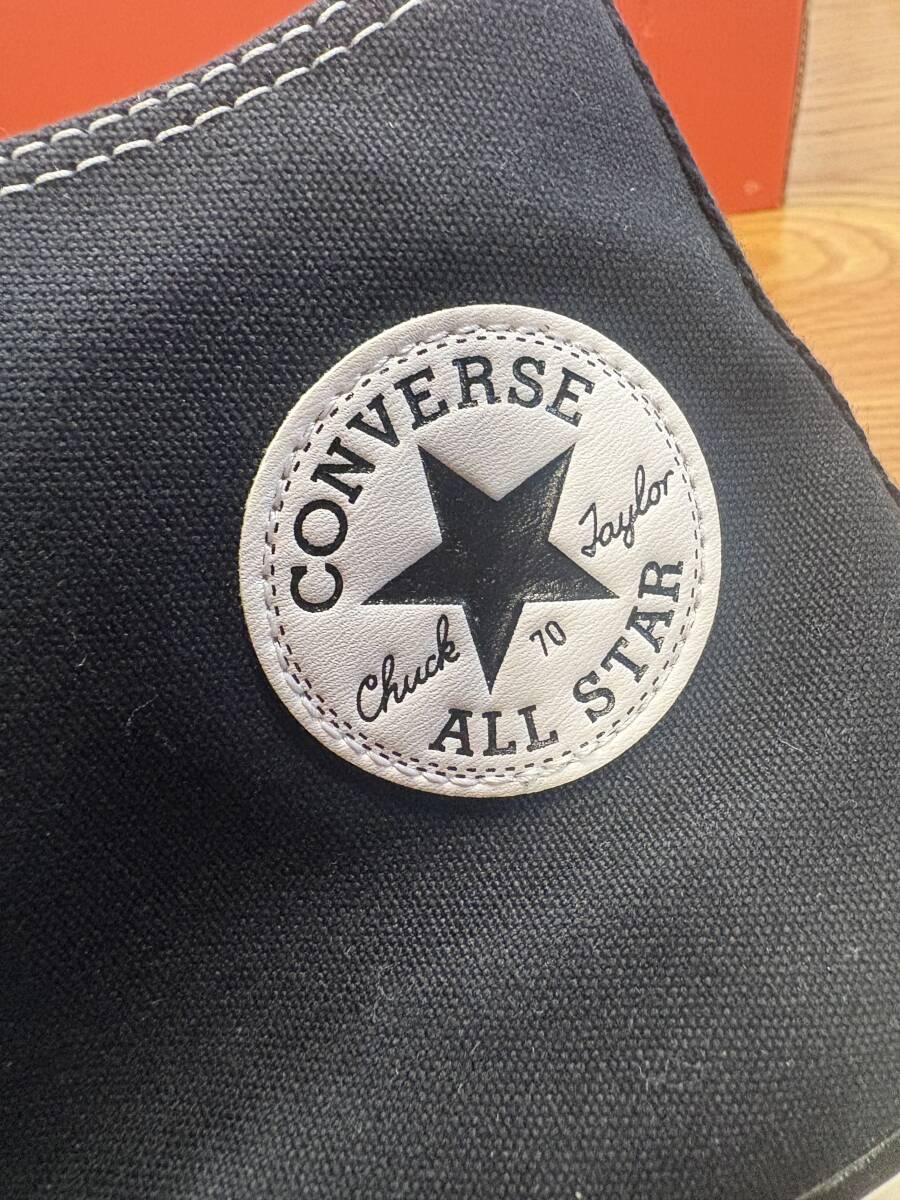 CONVERSE
Chuck Taylor
70
ALL STAR